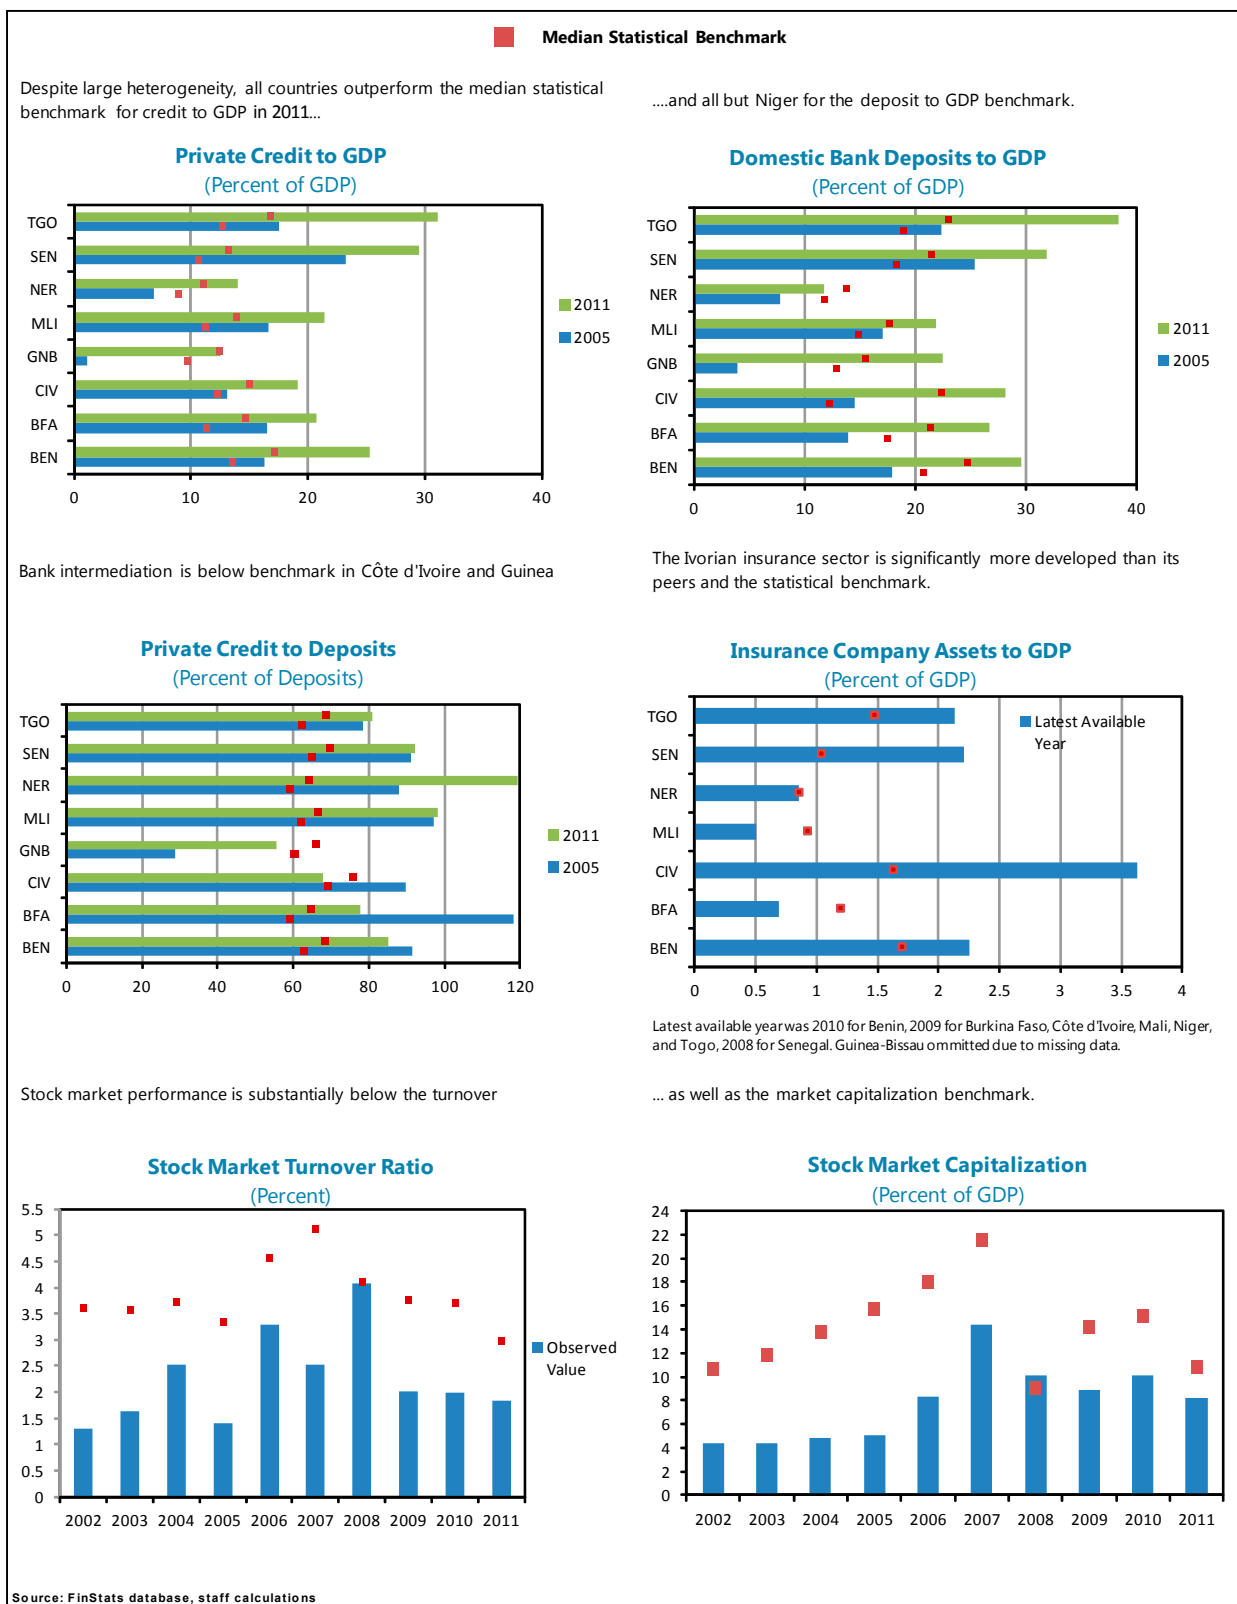 Median Statistical Benchmark
Despite large heterogeneity, all countries outperform the median statistical
benchmark for credit to GDP in 2011...
....and all but Niger for the deposit to GDP benchmark.
Private Credit to GDP
(Percent of GDP)
TGO
SEN
NER
MLI
GNB
CIV
BFA
BEN
0 10 20 30 40
2011
2005
Domestic Bank Deposits to GDP
(Percent of GDP)
TGO
SEN
NER
MLI
GNB
CIV
BFA
BEN
0 10 20 30 40
2011
2005
Bank intermediation is below benchmark in Côte d'Ivoire and Guinea
The Ivorian insurance sector is significantly more developed than its
peers and the statistical benchmark.
Private Credit to Deposits
(Percent of Deposits)
TGO
SEN
NER
MLI
GNB
CIV
BFA
BEN
0 20 40 60 80 100 120
2011
2005
Insurance Company Assets to GDP
(Percent of GDP)
TGO
SEN
NER
MLI
CIV
BFA
BEN
0 0.5 1 1.5 2 2.5 3 3.5 4
Latest Available
Year
Latest available year was 2010 for Benin, 2009 for Burkina Faso, Côte d'Ivoire, Mali, Niger,
and Togo, 2008 for Senegal. Guinea-Bissau ommitted due to missing data.
Stock market performance is substantially below the turnover
... as well as the market capitalization benchmark.
Stock Market Turnover Ratio
(Percent)
5.5
5
4.5
4
3.5
3
2.5
2
1.5
1
0.5
0
2002 2003 2004 2005 2006 2007 2008 2009 2010 2011
Observed
Value
Stock Market Capitalization
(Percent of GDP)
24
22
20
18
16
14
12
10
8
6
4
2
0
2002 2003 2004 2005 2006 2007 2008 2009 2010 2011
Source: FinStats database, staff calculations